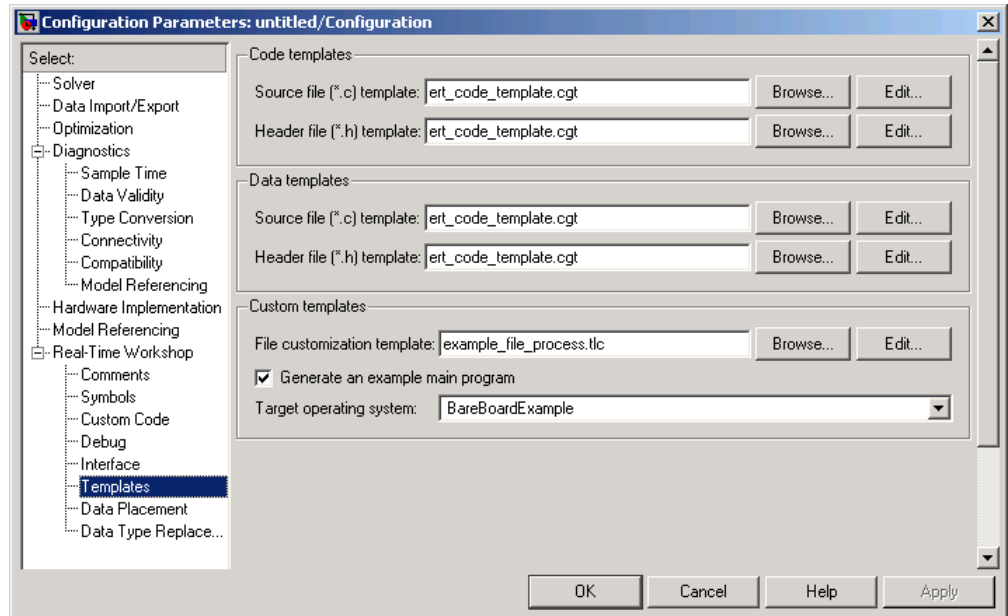 Configuration Parameters: untitled/Configuration
Select:
Solver
Data Import/Export
Optimization
Diagnostics
Sample Time
Data Validity
Type Conversion
Connectivity
Compatibility
Model Referencing
Hardware Implementation
Model Referencing
Real-Time Workshop
Comments
Symbols
Custom Code
Debug
Interface
Templates
Data Placement
Data Type Replace...
Code templates
Source file (*.c) template: ert_code_template.cgt Browse... Edit...
Header file (*.h) template: ert_code_template.cgt Browse... Edit...
Data templates
Source file (*.c) template: ert_code_template.cgt Browse... Edit...
Header file (*.h) template: ert_code_template.cgt Browse... Edit...
Custom templates
File customization template: example_file_process.tlc Browse... Edit...
Generate an example main program
Target operating system: BareBoardExample
OK Cancel Help Apply